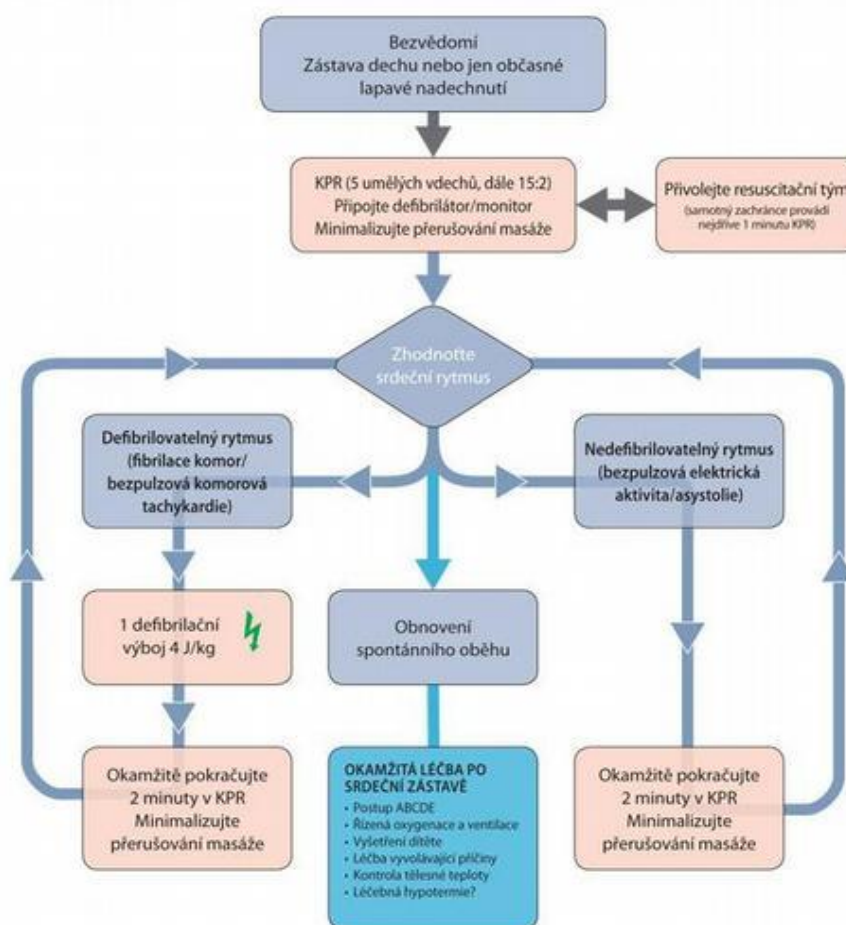 Bezvědomí
Zástava dechu nebo jen občasné
lapavé nadechnutí
KPR (5 umělých vdechů, dále 15:2)
Připojte defibrilátor/monitor
Minimalizujte přerušování masáže
Přivolejte resuscitační tým
(samotný zachránce provádí
nejdříve 1 minutu KPR)
Zhodnoťte
srdeční rytmus
Defibrilovatelný rytmus
(fibrilace komor/
bezpulzová komorová
tachykardie)
Nedefibrilovatelný rytmus
(bezpulzová elektrická
aktivita/asystolie)
1 defibrilační
výboj 4 J/kg
Obnovení
spontánního oběhu
Okamžitě pokračujte
2 minuty v KPR
Minimalizujte
přerušování masáže
OKAMŽITÁ LÉČBA PO
SRDEČNÍ ZÁSTAVĚ
• Postup ABCDE
• Řízená oxygenace a ventilace
• Vyšetření dítěte
• Léčba vyvolávající příčiny
• Kontrola tělesné teploty
• Léčebná hypotermie?
Okamžitě pokračujte
2 minuty v KPR
Minimalizujte
přerušování masáže